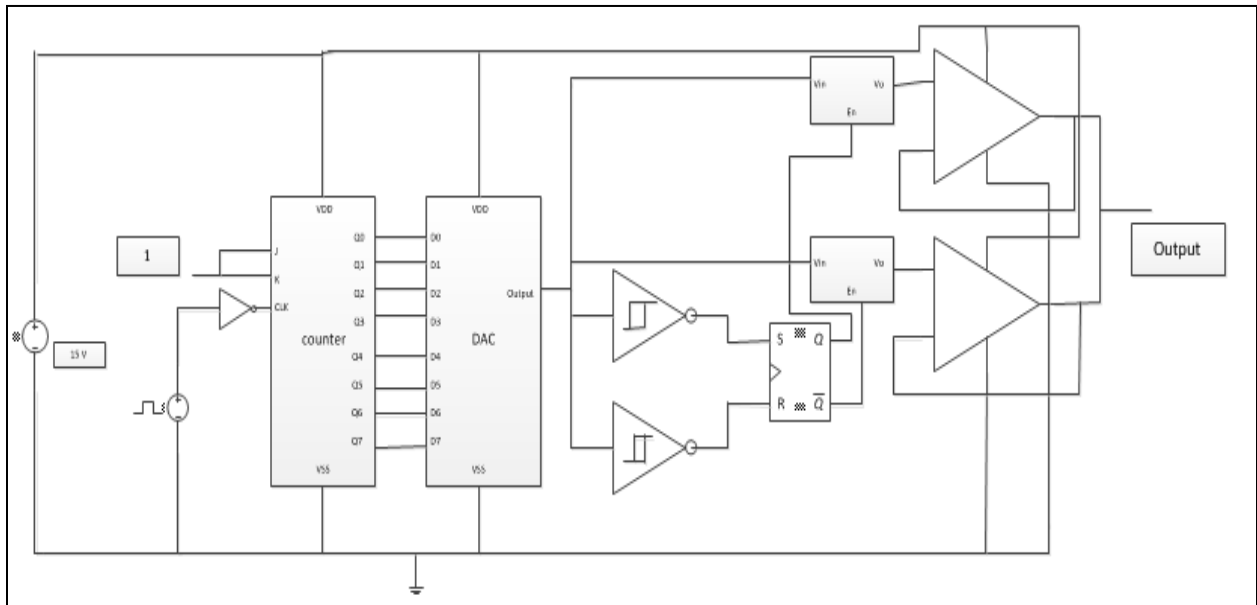 Vin
Vo
En
VDD
VDD
1
J
K
CLK
Q0
Q1
Q2
Q3
Q4
Q5
Q6
Q7
counter
VSS
D0
D1
D2
D3
D4
D5
D6
D7
Output
DAC
VSS
Vin
Vo
En
Output
15 V
S
Q
R
Q